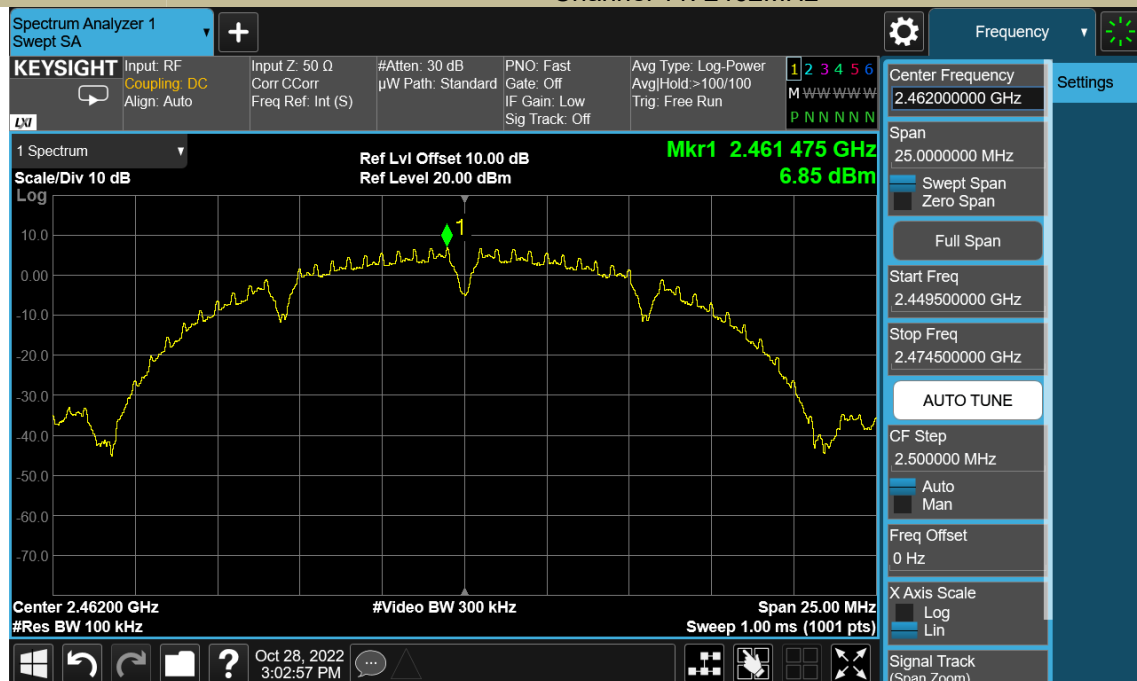 Channel 11: 2462MHz
Spectrum Analyzer 1
Swept SA
Frequency
KEYSIGHT
LXI
Input: RF
Coupling: DC
Align: Auto
Input Z: 50 Ω
Corr CCorr
Freq Ref: Int (S)
#Atten: 30 dB
µW Path: Standard
PNO: Fast
Gate: Off
IF Gain: Low
Sig Track: Off
Avg Type: Log-Power
Avg|Hold:>100/100
Trig: Free Run
1 2 3 4 5 6
M W W W W W
P N N N N N
1 Spectrum
Scale/Div 10 dB
Log
Ref Lvl Offset 10.00 dB
Ref Level 20.00 dBm
Mkr1 2.461 475 GHz
6.85 dBm
1
10.0
0.00
-10.0
-20.0
-30.0
-40.0
-50.0
-60.0
-70.0
Center 2.46200 GHz
#Res BW 100 kHz
#Video BW 300 kHz
Span 25.00 MHz
Sweep 1.00 ms (1001 pts)
Center Frequency
2.462000000 GHz
Settings
Span
25.0000000 MHz
Swept Span
Zero Span
Full Span
Start Freq
2.449500000 GHz
Stop Freq
2.474500000 GHz
AUTO TUNE
CF Step
2.500000 MHz
Auto
Man
Freq Offset
0 Hz
X Axis Scale
Log
Lin
Signal Track
(Span Zoom)
?
Oct 28, 2022
3:02:57 PM